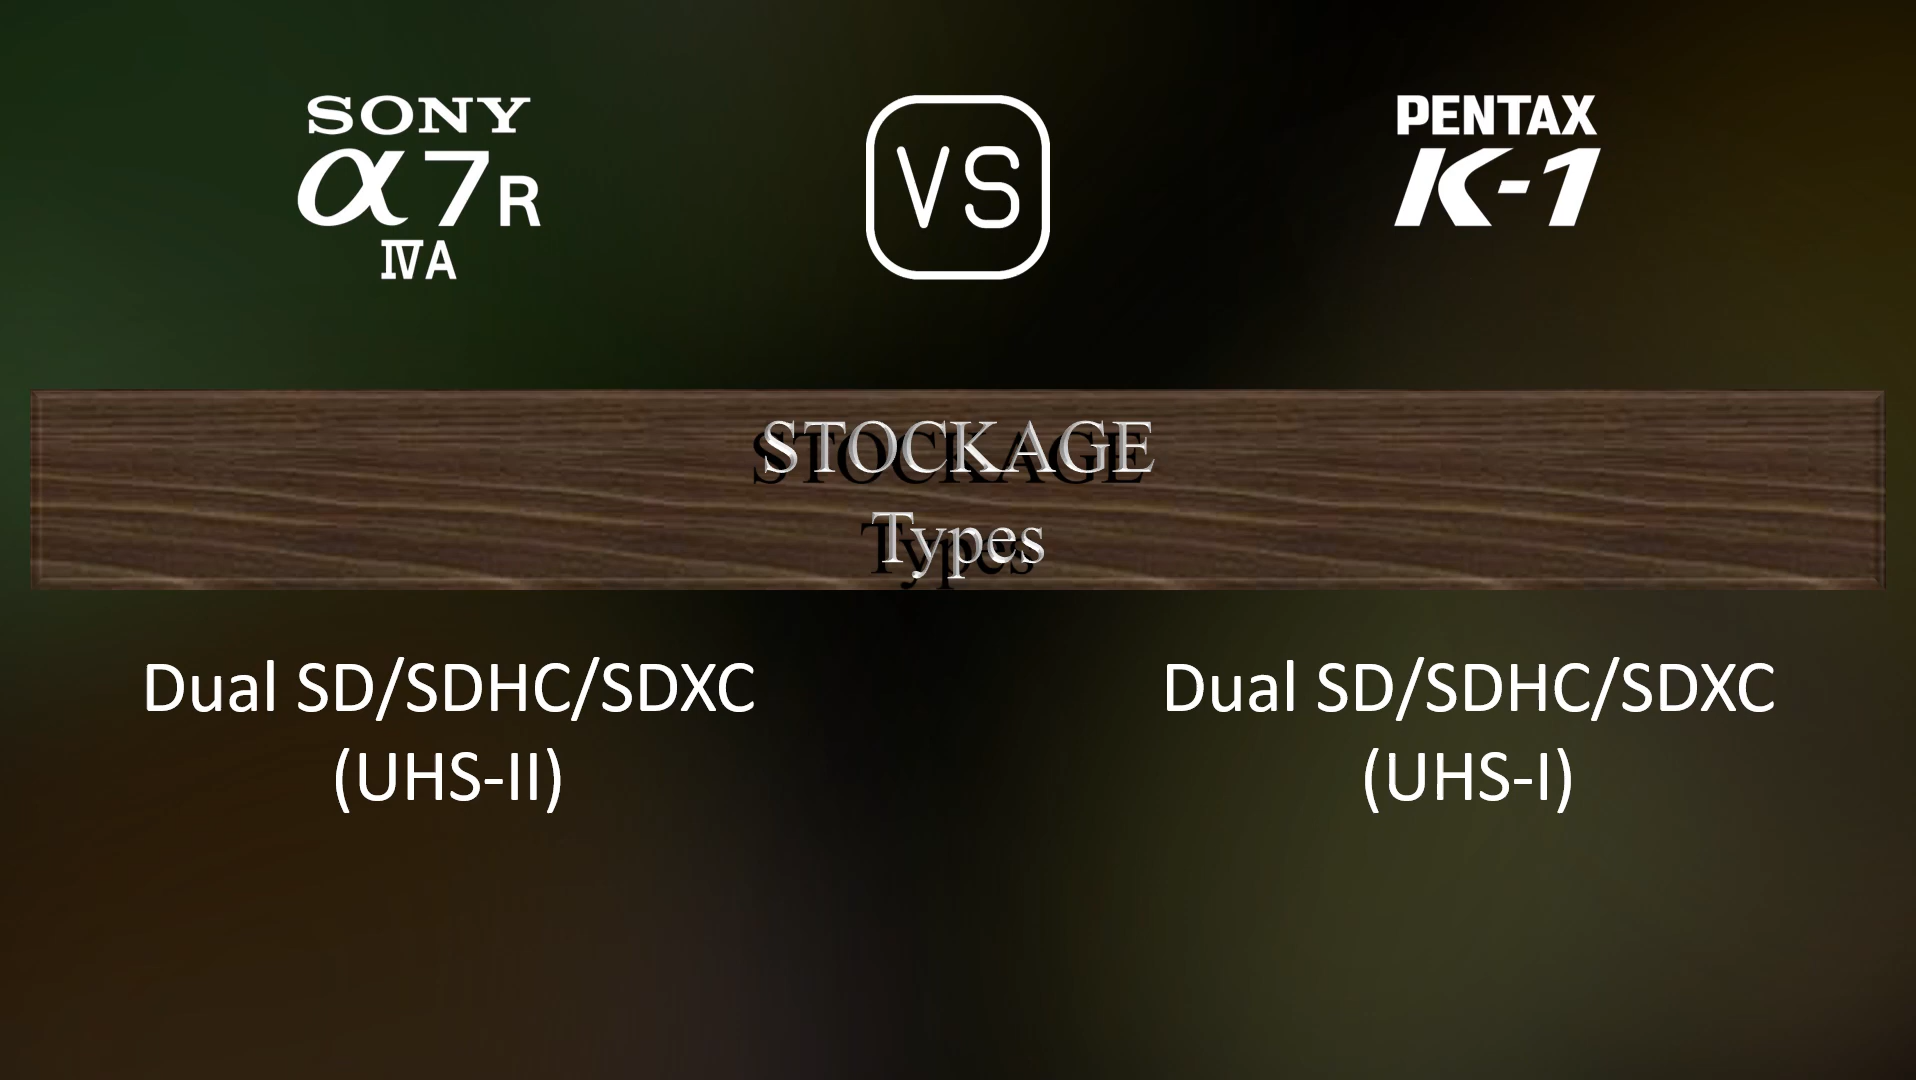 SONY
α7R
IVA
VS
PENTAX
K-1
STOCKAGE
Types
Dual SD/SDHC/SDXC
(UHS-II)
Dual SD/SDHC/SDXC
(UHS-I)